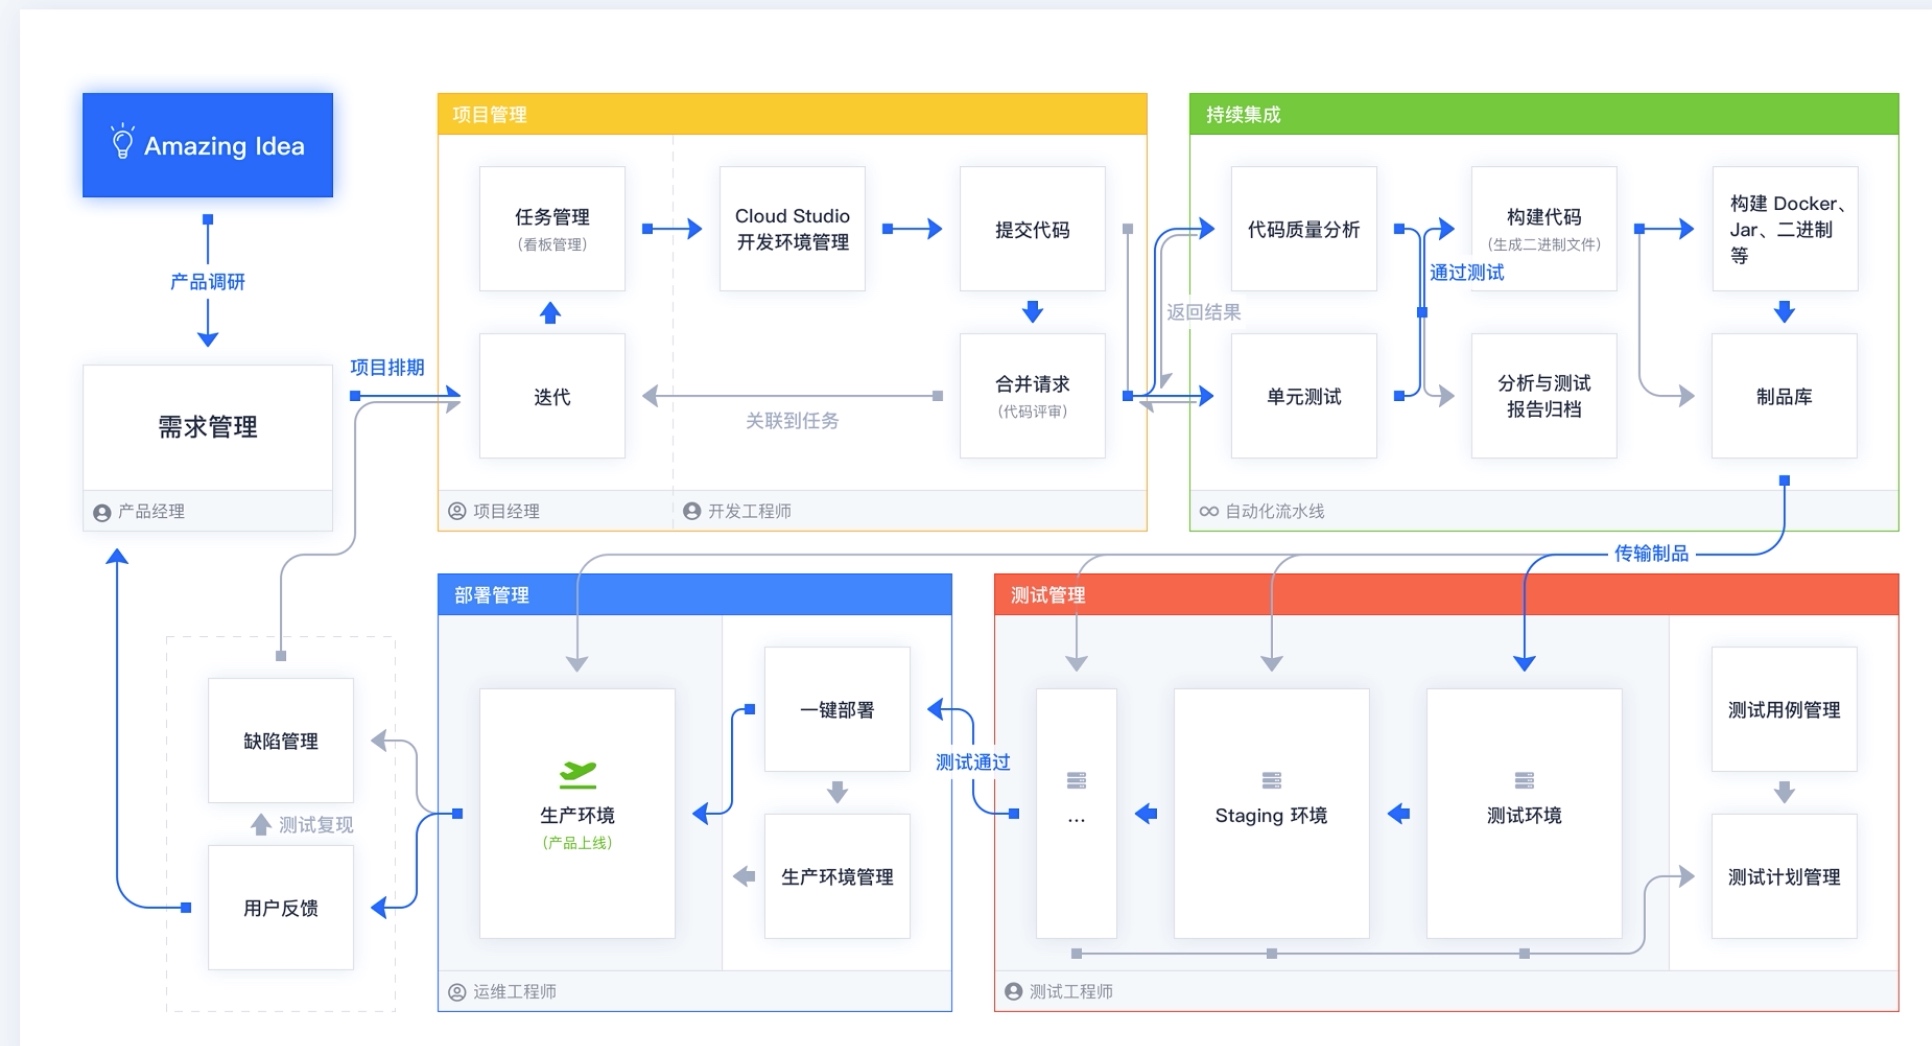 Amazing Idea
产品调研
需求管理
产品经理
项目排期
项目管理
任务管理
（看板管理）
Cloud Studio
开发环境管理
提交代码
迭代
关联到任务
合并请求
（代码评审）
项目经理
开发工程师
返回结果
持续集成
代码质量分析
通过测试
构建代码
（生成二进制文件）
构建 Docker、
Jar、二进制
等
单元测试
分析与测试
报告归档
制品库
自动化流水线
传输制品
缺陷管理
测试复现
用户反馈
部署管理
生产环境
（产品上线）
一键部署
生产环境管理
运维工程师
测试通过
测试管理
...
Staging 环境
测试环境
测试用例管理
测试计划管理
测试工程师